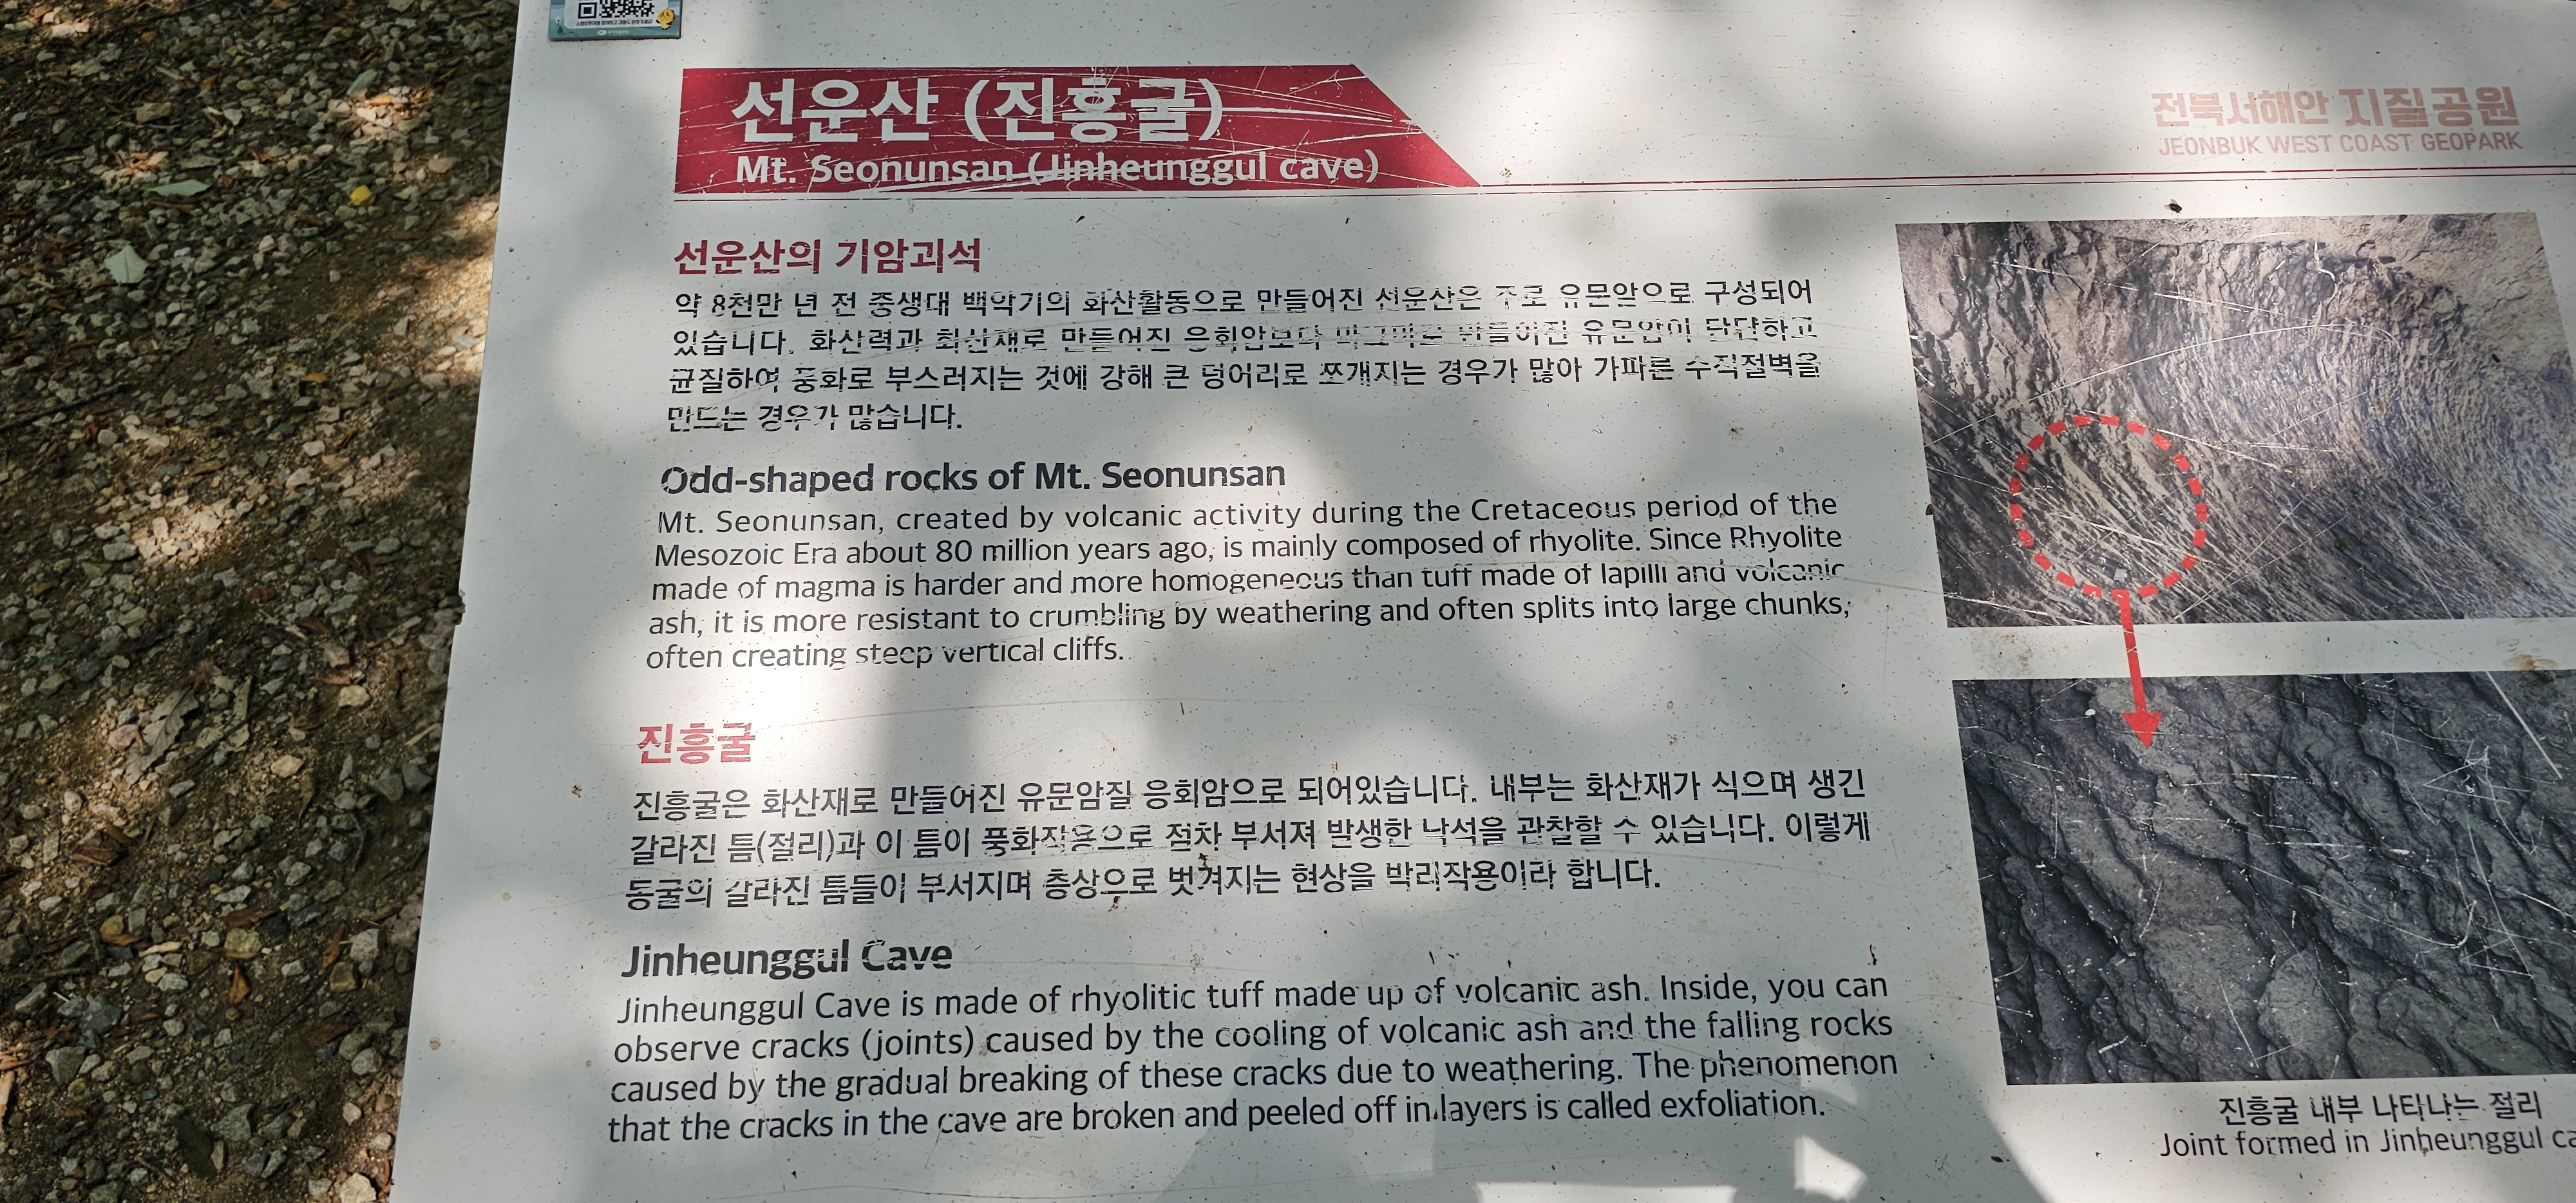 선운산 (진흥굴)
Mt. Seonunsan (Jinheunggul cave)
전북서해안 지질공원
JEONBUK WEST COAST GEOPARK
선운산의 기암괴석
약 8천만 년 전 중생대 백악기의 화산활동으로 만들어진 선운산은 주로 유문암으로 구성되어
있습니다. 화산력과 화산재로 만들어진 응회암보다 마그마로 만들어진 유문암이 단단하고
균질하여 풍화로 부스러지는 것에 강해 큰 덩어리로 쪼개지는 경우가 많아 가파른 수직절벽을
만드는 경우가 많습니다.
Odd-shaped rocks of Mt. Seonunsan
Mt. Seonunsan, created by volcanic activity during the Cretaceous period of the
Mesozoic Era about 80 million years ago, is mainly composed of rhyolite. Since Rhyolite
made of magma is harder and more homogeneous than tuff made of lapilli and volcanic
ash, it is more resistant to crumbling by weathering and often splits into large chunks,
often creating steep vertical cliffs.
진흥굴
진흥굴은 화산재로 만들어진 유문암질 응회암으로 되어있습니다. 내부는 화산재가 식으며 생긴
갈라진 틈(절리)과 이 틈이 풍화작용으로 점차 부서져 발생한 낙석을 관찰할 수 있습니다. 이렇게
동굴의 갈라진 틈들이 부서지며 층상으로 벗겨지는 현상을 박리작용이라 합니다.
Jinheunggul Cave
Jinheunggul Cave is made of rhyolitic tuff made up of volcanic ash. Inside, you can
observe cracks (joints) caused by the cooling of volcanic ash and the falling rocks
caused by the gradual breaking of these cracks due to weathering. The phenomenon
that the cracks in the cave are broken and peeled off in layers is called exfoliation.
진흥굴 내부 나타나는 절리
Joint formed in Jinheunggul ca